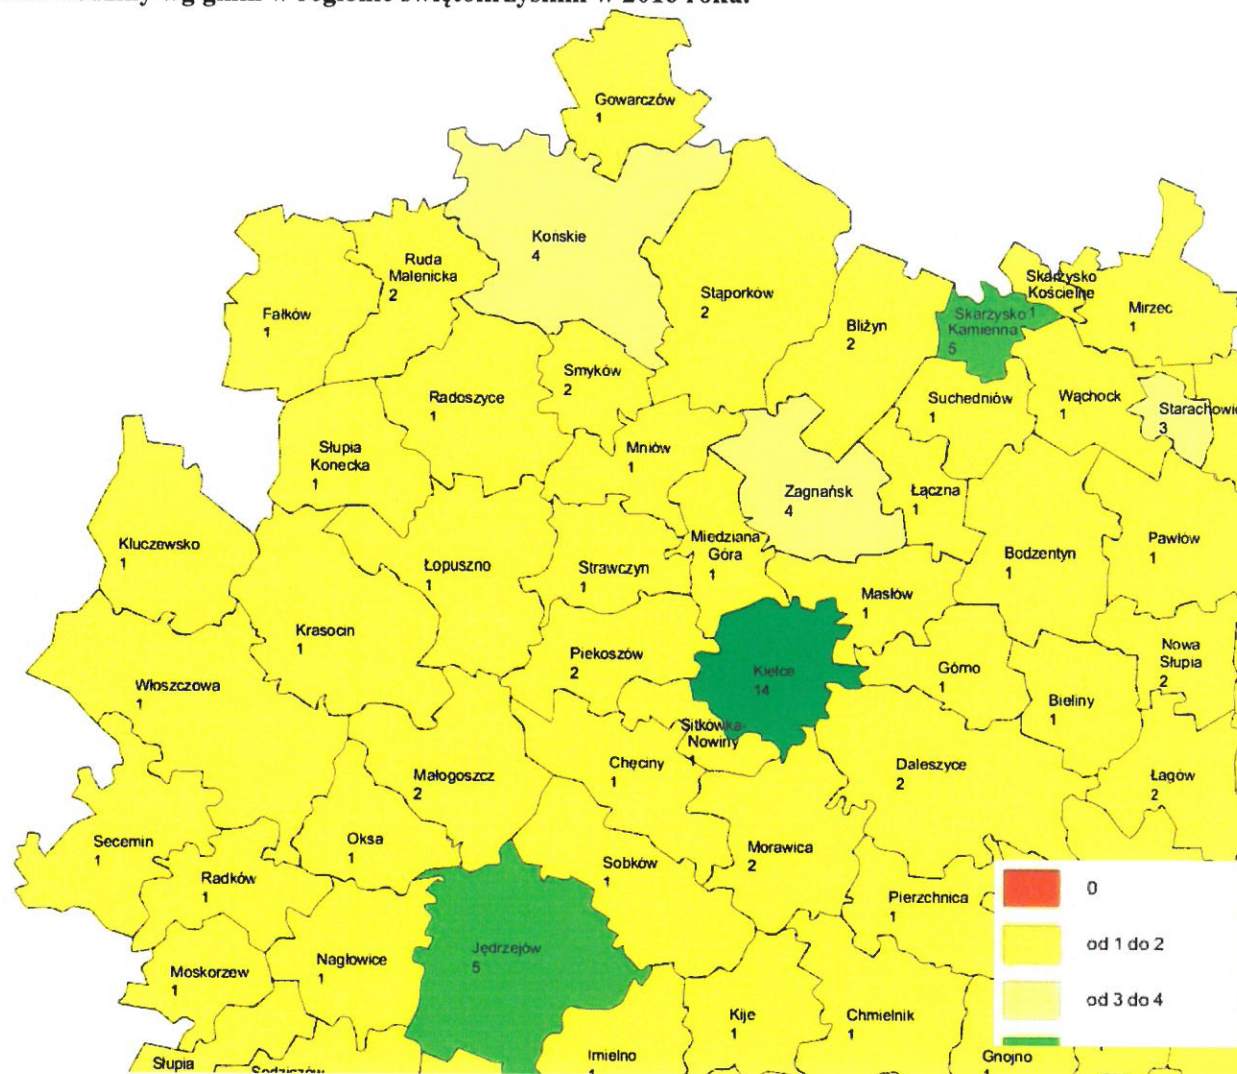 Gowarczów
1
Końskie
4
Ruda
Malenicka
2
Fałków
1
Stąporków
2
Bliżyn
2
Skarżysko
Kościelne
1
Skarżysko
Kamienna
5
Mirzec
1
Smyków
2
Radoszyce
1
Suchedniów
1
Wąchock
1
Starachowic
3
Słupia
Konecka
1
Mniów
1
Zagnańsk
4
Łączna
1
Kluczewsko
1
Łopuszno
1
Strawczyn
1
Miedziana
Góra
1
Bodzentyn
1
Pawłów
1
Masłów
1
Krasocin
1
Piekoszów
2
Kielce
14
Górno
1
Nowa
Słupia
2
Włoszczowa
1
Bieliny
1
Sitkówka-
Nowiny
1
Małogoszcz
2
Chęciny
1
Daleszyce
2
Łagów
2
Secemin
1
Oksa
1
Sobków
1
Morawica
2
Radków
1
Pierzchnica
1
0
od 1 do 2
od 3 do 4
Jędrzejów
5
Nagłowice
1
Moskorzew
1
Kije
1
Chmielnik
1
Słupia
Imielno
Gnojno